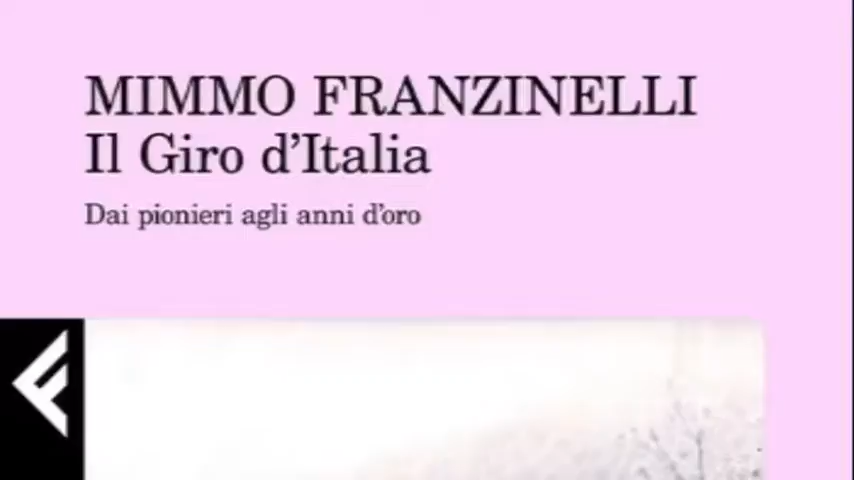 MIMMO FRANZINELLI
Il Giro d’Italia
Dai pionieri agli anni d’oro